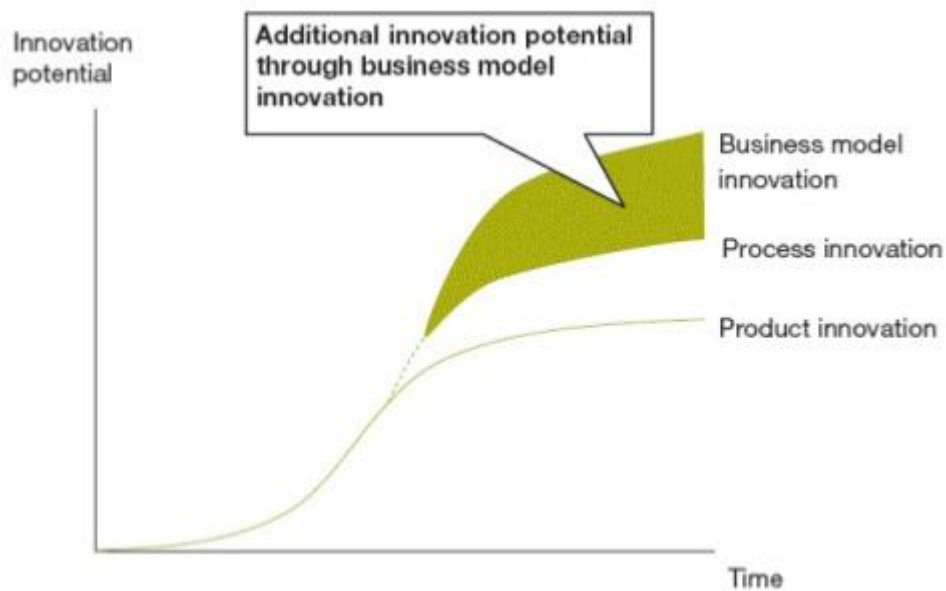 Innovation
potential
Additional innovation potential
through business model
innovation
Business model
innovation
Process innovation
Product innovation
Time